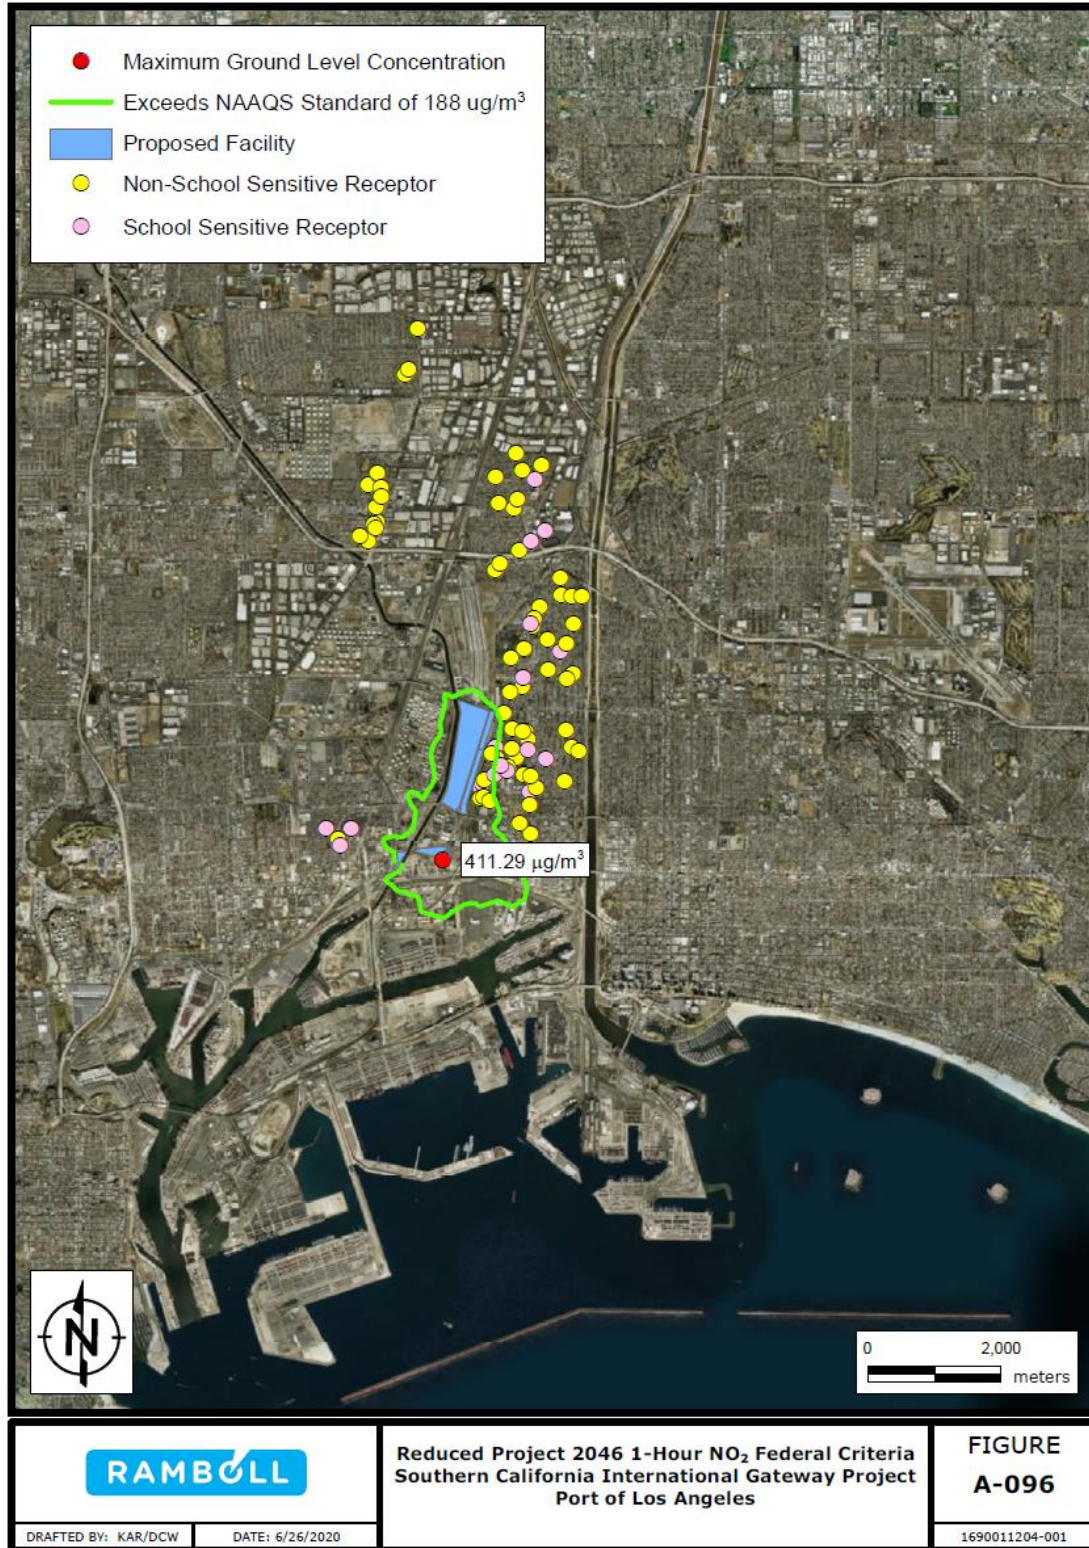 Maximum Ground Level Concentration
Exceeds NAAQS Standard of 188 ug/m³
Proposed Facility
Non-School Sensitive Receptor
School Sensitive Receptor
411.29 µg/m³
N
0 2,000
meters
RAMBOLL
DRAFTED BY: KAR/DCW DATE: 6/26/2020
Reduced Project 2046 1-Hour NO₂ Federal Criteria
Southern California International Gateway Project
Port of Los Angeles
FIGURE
A-096
1690011204-001